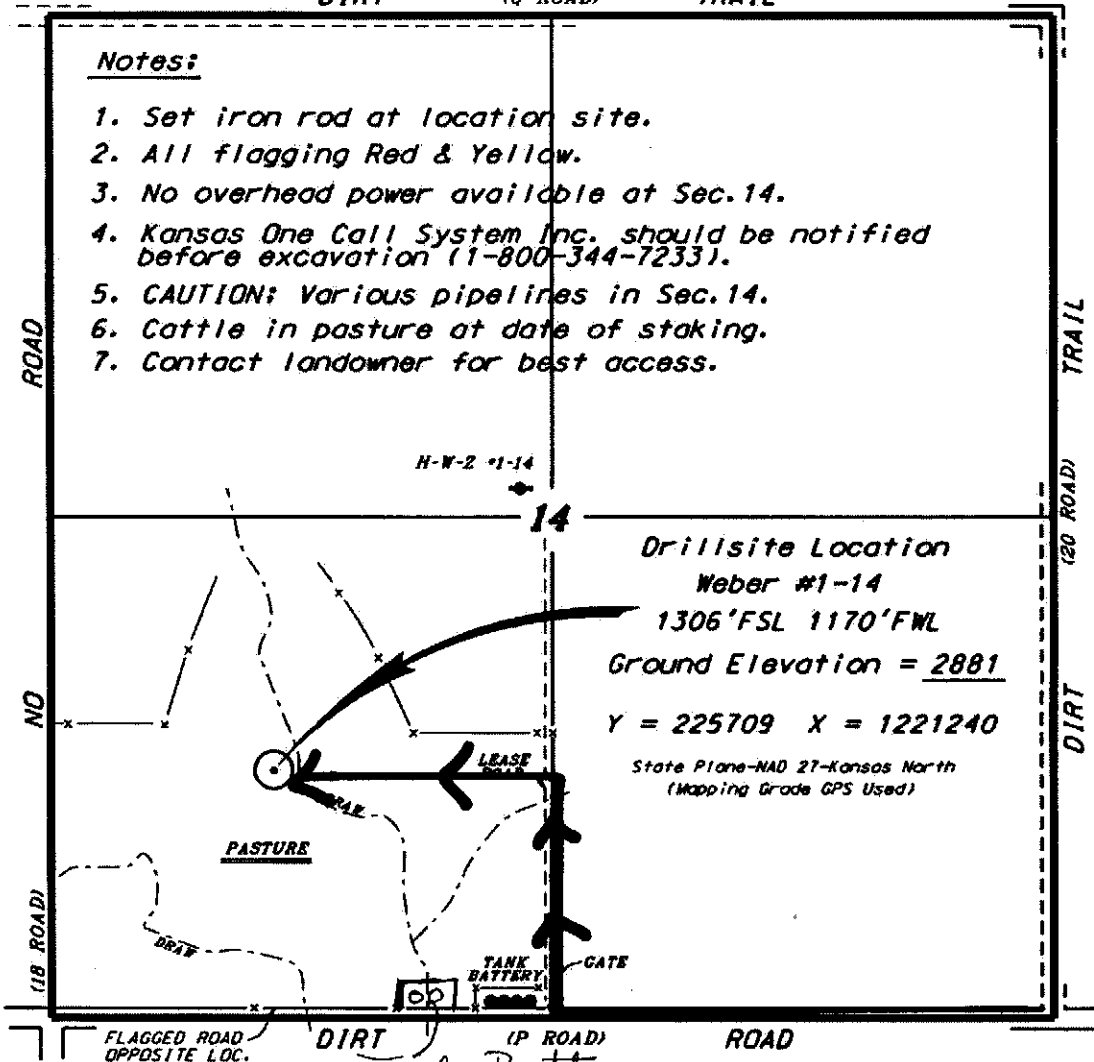 DIRT (Q ROAD) TRAIL
Notes:
1. Set iron rod at location site.
2. All flagging Red & Yellow.
3. No overhead power available at Sec.14.
4. Kansas One Call System Inc. should be notified
before excavation (1-800-344-7233).
5. CAUTION: Various pipelines in Sec.14.
6. Cattle in pasture at date of staking.
7. Contact landowner for best access.
NO ROAD
(18 ROAD)
DIRT TRAIL
(20 ROAD)
H-W-Z #1-14
14
Drillsite Location
Weber #1-14
1306'FSL 1170'FWL
Ground Elevation = 2881
Y = 225709 X = 1221240
State Plane-NAD 27-Kansas North
(Mapping Grade GPS Used)
LEASE
ROAD
DRAW
PASTURE
DRAW
TANK
BATTERY
GATE
FLAGGED ROAD
OPPOSITE LOC.
DIRT (P ROAD) ROAD